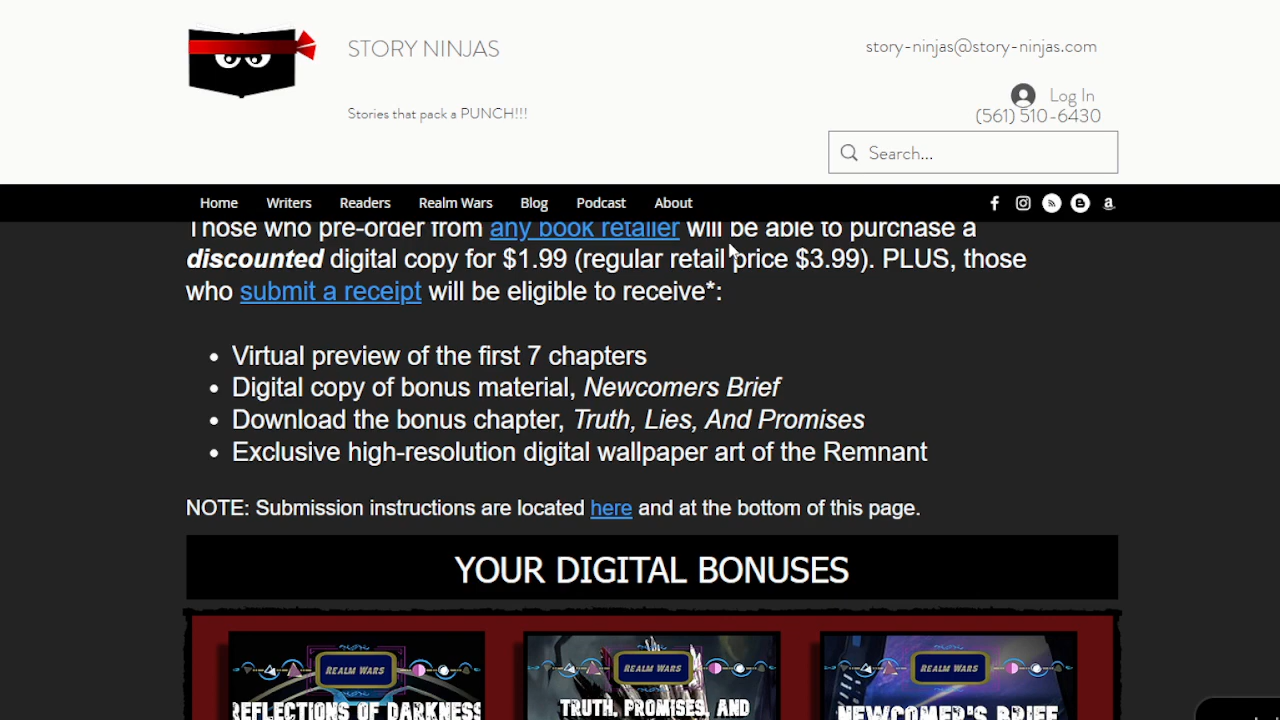 STORY NINJAS
story-ninjas@story-ninjas.com
Log In
Stories that pack a PUNCH!!!
(561) 510-6430
Search...
Home Writers Readers Realm Wars Blog Podcast About
Those who pre-order from any book retailer will be able to purchase a
discounted digital copy for $1.99 (regular retail price $3.99). PLUS, those
who submit a receipt will be eligible to receive*:
• Virtual preview of the first 7 chapters
• Digital copy of bonus material, Newcomers Brief
• Download the bonus chapter, Truth, Lies, And Promises
• Exclusive high-resolution digital wallpaper art of the Remnant
NOTE: Submission instructions are located here and at the bottom of this page.
YOUR DIGITAL BONUSES
REALM WARS
REFLECTIONS OF DARKNESS
REALM WARS
TRUTH, PROMISES, AND
REALM WARS
NEWCOMER'S BRIEF